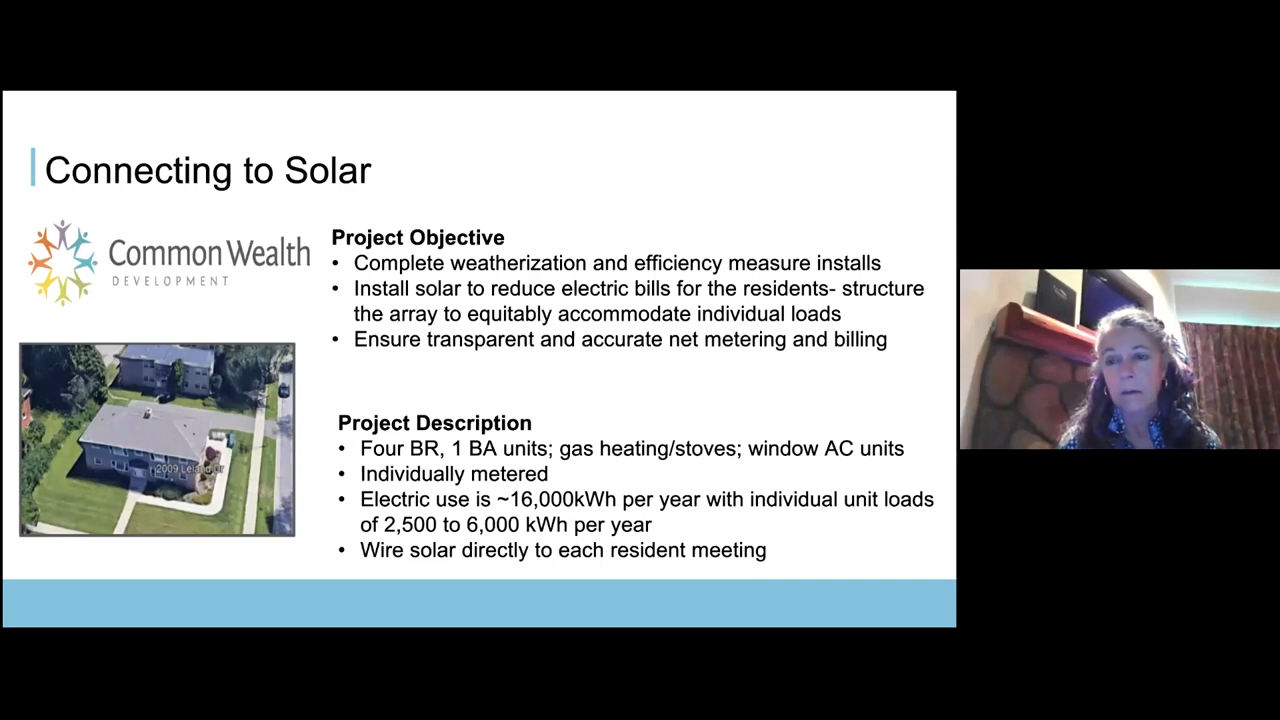 Connecting to Solar
Common Wealth
DEVELOPMENT
Project Objective
• Complete weatherization and efficiency measure installs
• Install solar to reduce electric bills for the residents- structure
the array to equitably accommodate individual loads
• Ensure transparent and accurate net metering and billing
2009 Leland Dr
Project Description
• Four BR, 1 BA units; gas heating/stoves; window AC units
• Individually metered
• Electric use is ~16,000kWh per year with individual unit loads
of 2,500 to 6,000 kWh per year
• Wire solar directly to each resident meeting